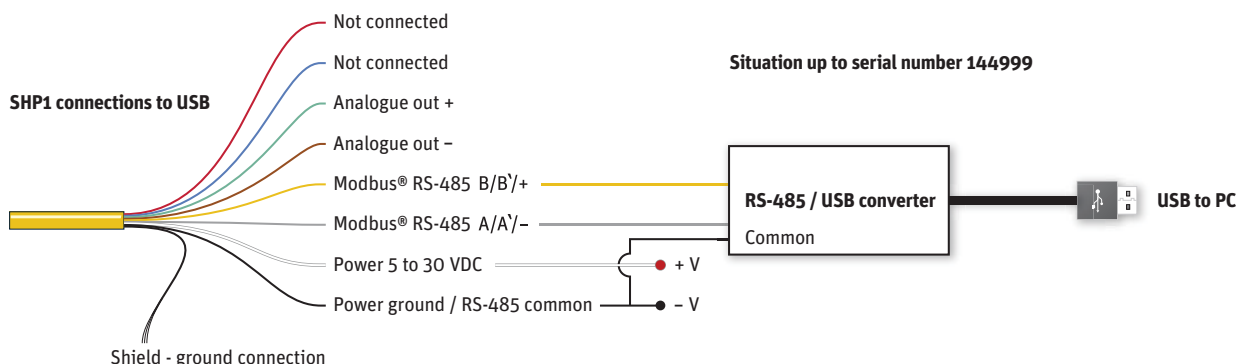 Not connected
Not connected
Situation up to serial number 144999
SHP1 connections to USB
Analogue out +
Analogue out –
Modbus® RS-485 B/B‵/+
RS-485 / USB converter
USB to PC
Modbus® RS-485 A/A‵/–
Common
Power 5 to 30 VDC
+ V
Power ground / RS-485 common
– V
Shield - ground connection